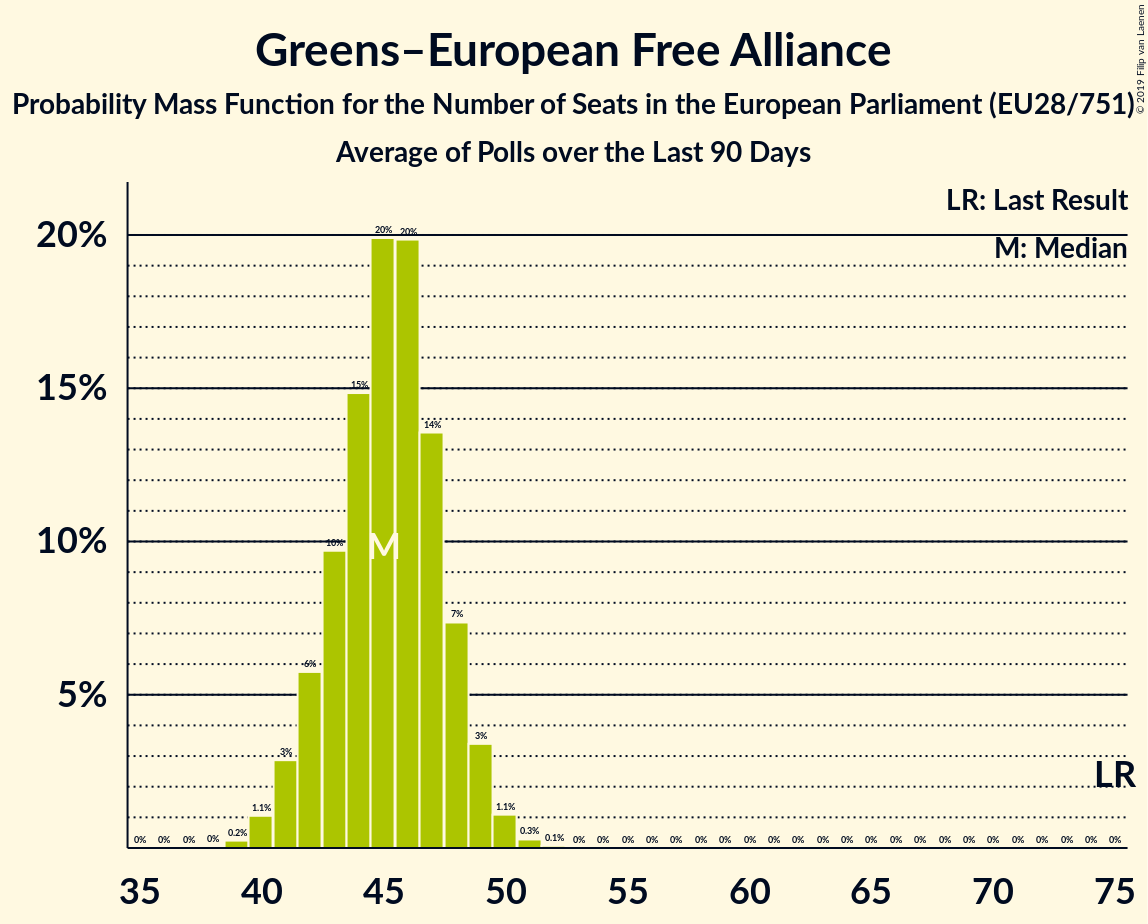 Greens–European Free Alliance
Probability Mass Function for the Number of Seats in the European Parliament (EU28/751)
Average of Polls over the Last 90 Days
© 2019 Filip van Laenen
LR: Last Result
M: Median
20%
15%
10%
5%
0% 0% 0% 0% 0.2% 1.1% 3% 6% 10% 15% 20% 20% 14% 7% 3% 1.1% 0.3% 0.1% 0% 0% 0% 0% 0% 0% 0% 0% 0% 0% 0% 0% 0% 0% 0% 0% 0% 0% 0% 0% 0% 0% 0%
M
LR
35 40 45 50 55 60 65 70 75